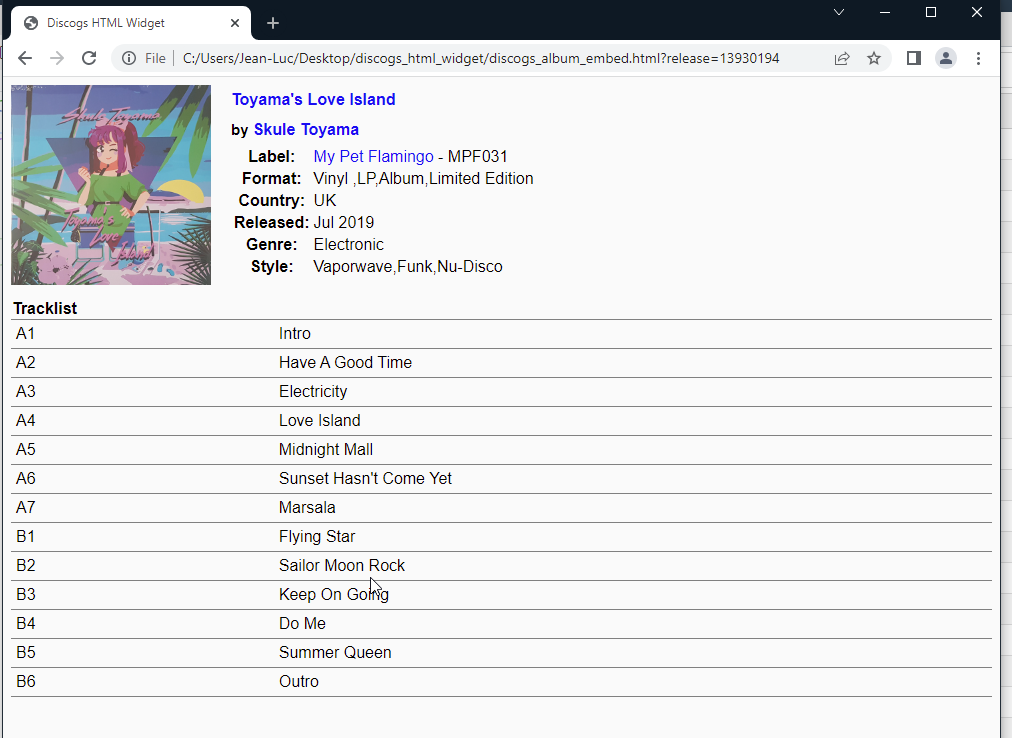 Discogs HTML Widget
File C:/Users/Jean-Luc/Desktop/discogs_html_widget/discogs_album_embed.html?release=13930194
Skule Toyama
Toyama's
Love
Island
Toyama's Love Island
by Skule Toyama
Label: My Pet Flamingo - MPF031
Format: Vinyl ,LP,Album,Limited Edition
Country: UK
Released: Jul 2019
Genre: Electronic
Style: Vaporwave,Funk,Nu-Disco
Tracklist
A1 Intro
A2 Have A Good Time
A3 Electricity
A4 Love Island
A5 Midnight Mall
A6 Sunset Hasn't Come Yet
A7 Marsala
B1 Flying Star
B2 Sailor Moon Rock
B3 Keep On Going
B4 Do Me
B5 Summer Queen
B6 Outro